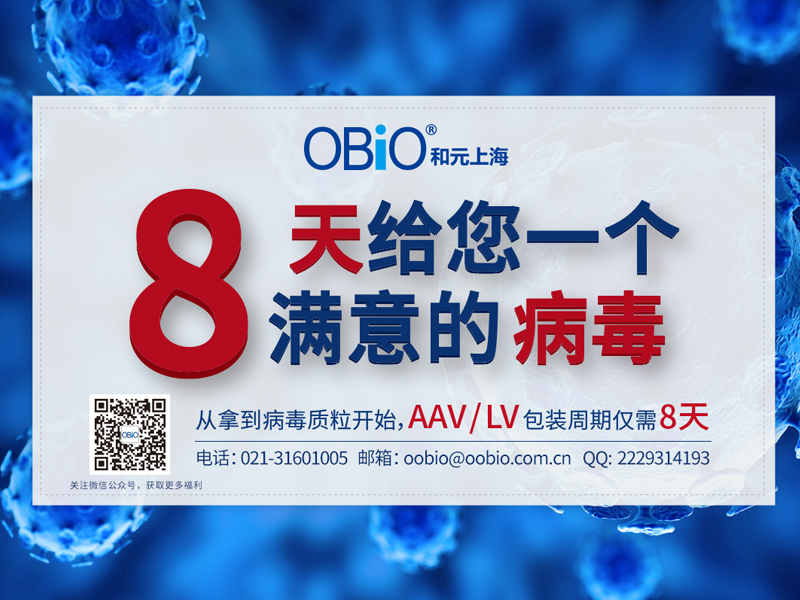 OBiO® 和元上海
8天给您一个
满意的病毒
从拿到病毒质粒开始,AAV/LV包装周期仅需8天
电话：021-31601005 邮箱：oobio@oobio.com.cn QQ: 2229314193
OBiO
关注微信公众号，获取更多福利